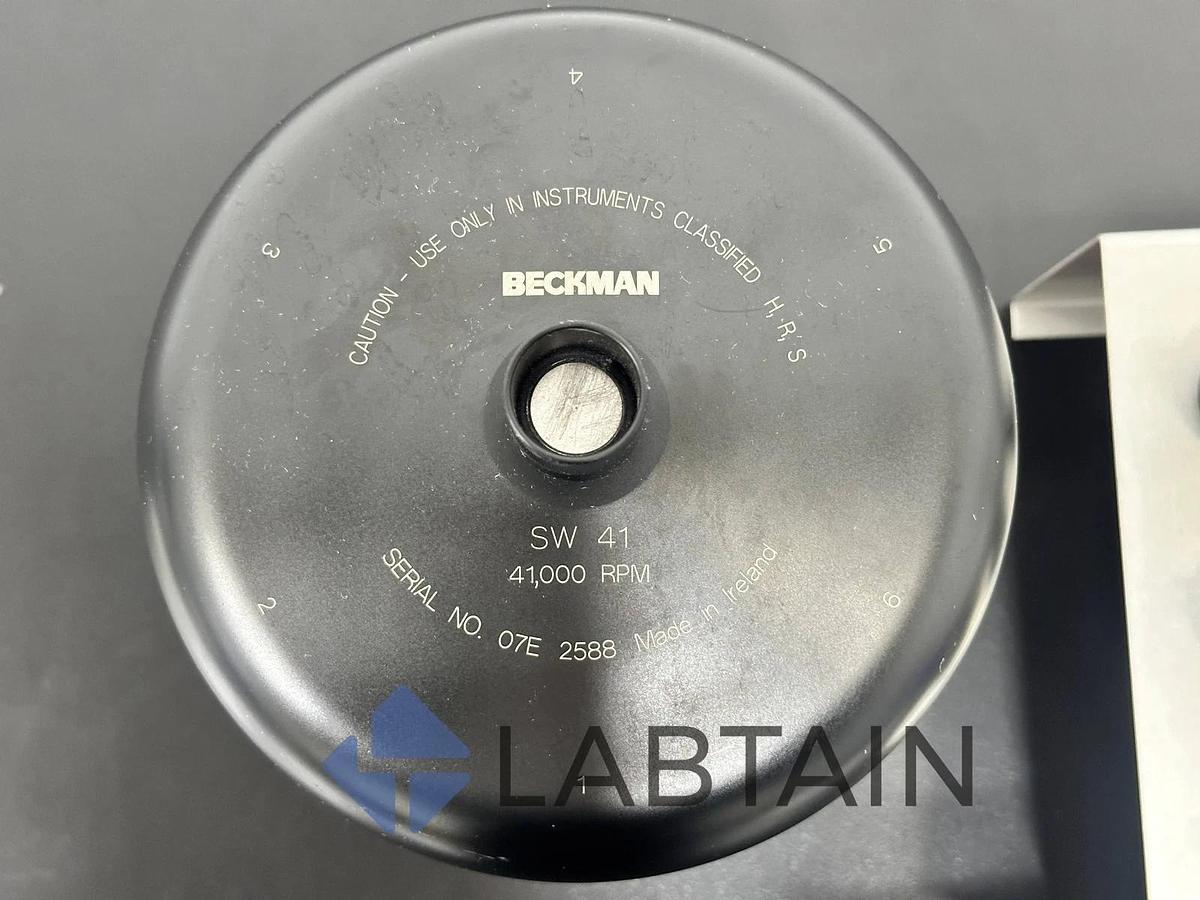 4
3
5
CAUTION - USE ONLY IN INSTRUMENTS CLASSIFIED H, R, S
BECKMAN
SW 41
41,000 RPM
SERIAL NO. 07E 2588 Made in Ireland
2
6
1
LABTAIN